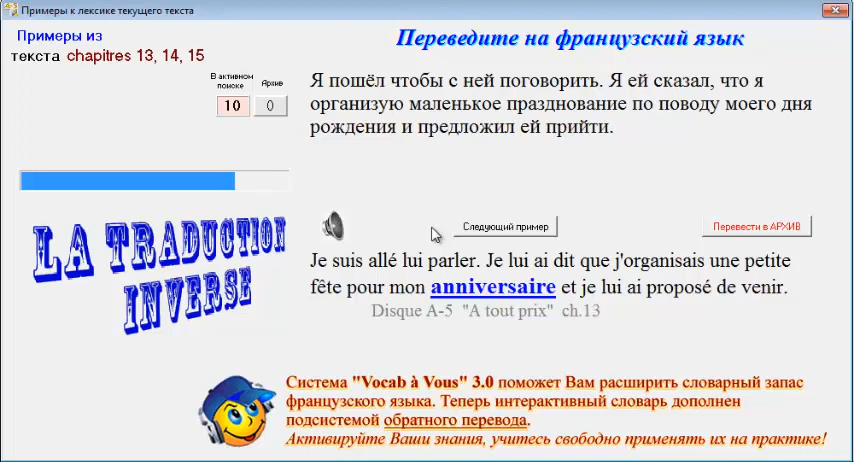 Примеры к лексике текущего текста
Примеры из
текста chapitres 13, 14, 15
В активном поиске
Архив
10
0
Переведите на французский язык
Я пошёл чтобы с ней поговорить. Я ей сказал, что я
организую маленькое празднование по поводу моего дня
рождения и предложил ей прийти.
Следующий пример
Перевести в АРХИВ
Je suis allé lui parler. Je lui ai dit que j'organisais une petite
fête pour mon anniversaire et je lui ai proposé de venir.
Disque A-5 "A tout prix" ch.13
LA TRADUCTION
INVERSE
Система "Vocab à Vous" 3.0 поможет Вам расширить словарный запас
французского языка. Теперь интерактивный словарь дополнен
подсистемой обратного перевода.
Активируйте Ваши знания, учитесь свободно применять их на практике!